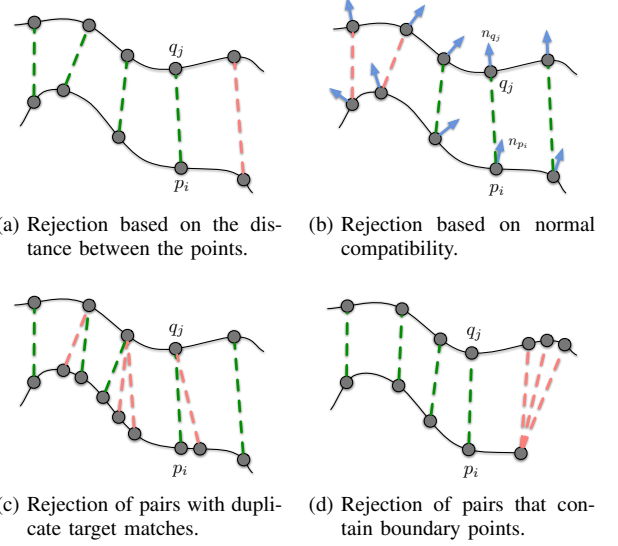 q_j
p_i
n_{q_j}
q_j
n_{p_i}
p_i
(a) Rejection based on the dis-
tance between the points.
(b) Rejection based on normal
compatibility.
q_j
p_i
q_j
p_i
(c) Rejection of pairs with dupli-
cate target matches.
(d) Rejection of pairs that con-
tain boundary points.